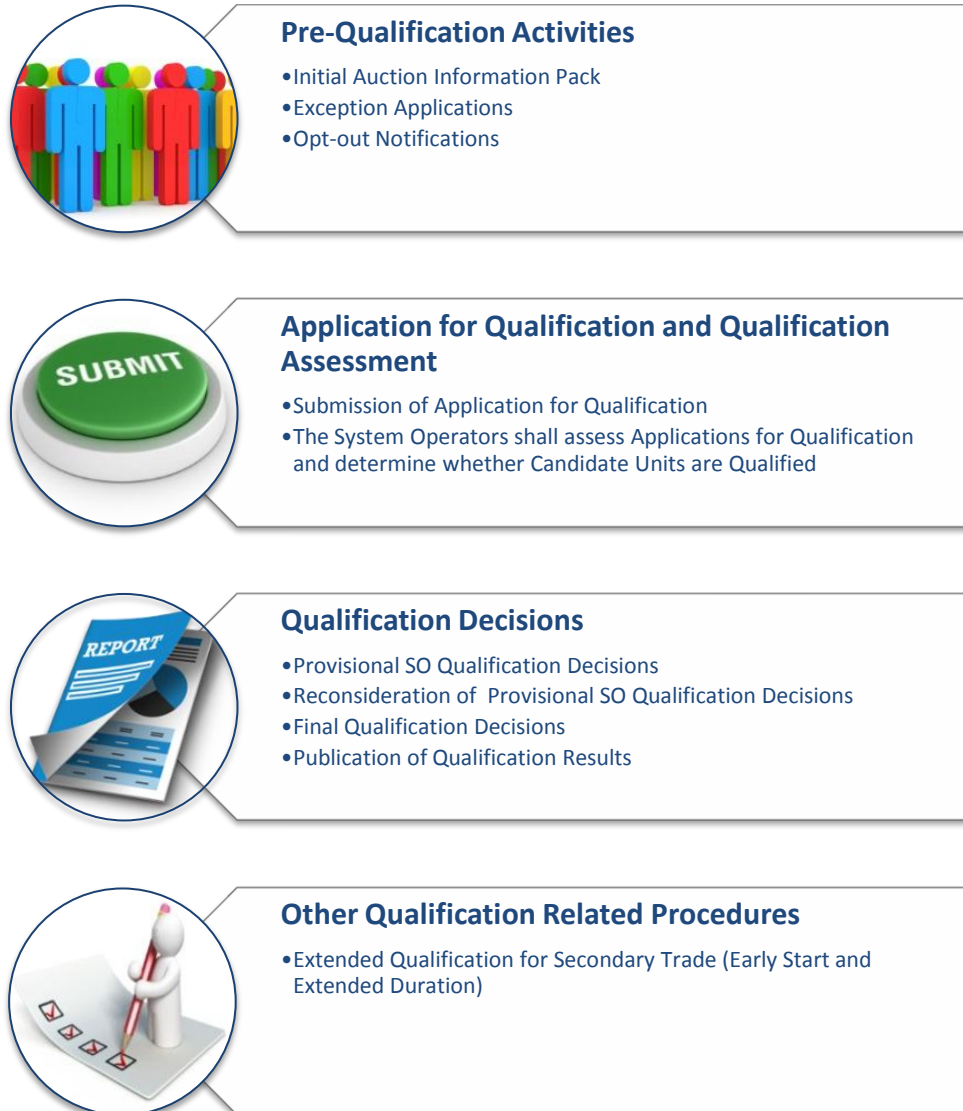 Pre-Qualification Activities
•Initial Auction Information Pack
•Exception Applications
•Opt-out Notifications
SUBMIT
Application for Qualification and Qualification
Assessment
•Submission of Application for Qualification
•The System Operators shall assess Applications for Qualification
and determine whether Candidate Units are Qualified
REPORT
Qualification Decisions
•Provisional SO Qualification Decisions
•Reconsideration of Provisional SO Qualification Decisions
•Final Qualification Decisions
•Publication of Qualification Results
Other Qualification Related Procedures
•Extended Qualification for Secondary Trade (Early Start and
Extended Duration)